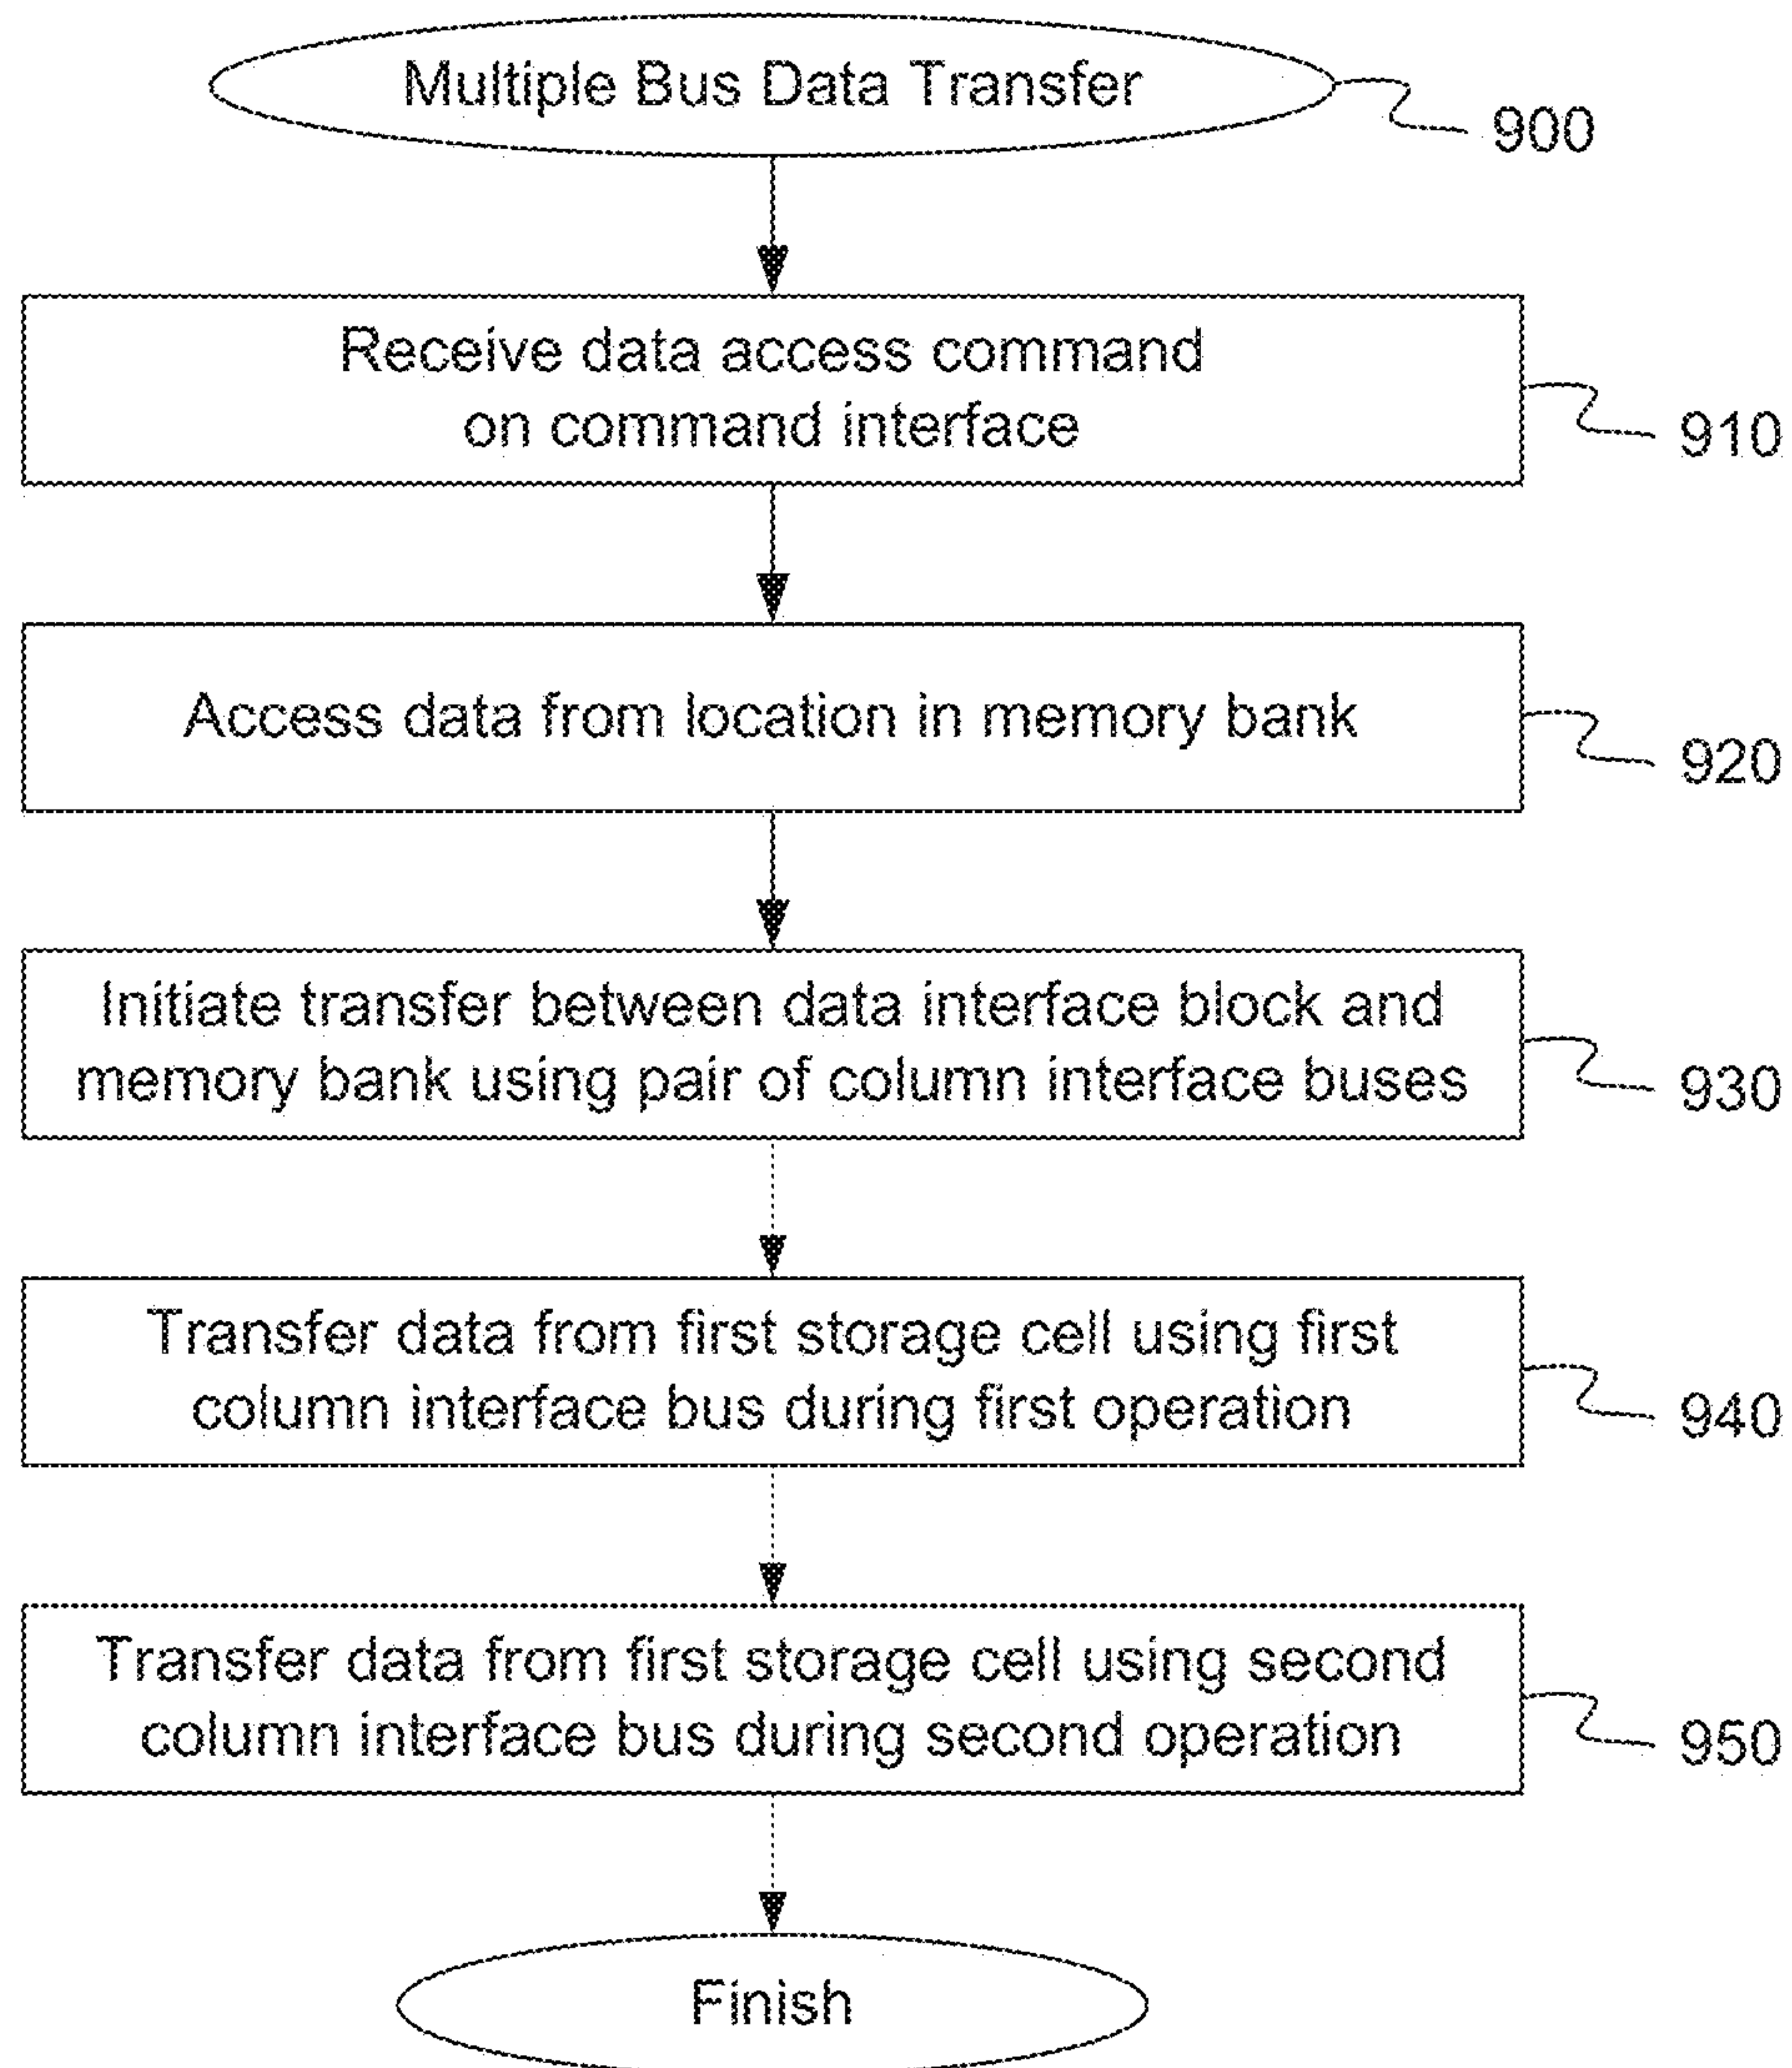 Multiple Bus Data Transfer
900
Receive data access command
on command interface
910
Access data from location in memory bank
920
Initiate transfer between data interface block and
memory bank using pair of column interface buses
930
Transfer data from first storage cell using first
column interface bus during first operation
940
Transfer data from first storage cell using second
column interface bus during second operation
950
Finish